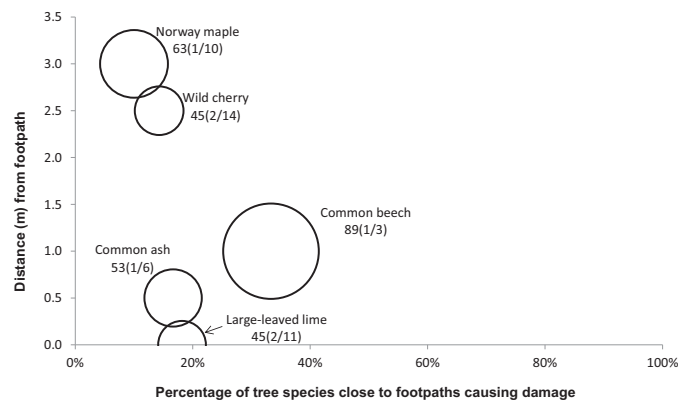 3.5
3.0
2.5
2.0
1.5
1.0
0.5
0.0
Distance (m) from footpath
Norway maple
63(1/10)
Wild cherry
45(2/14)
Common beech
89(1/3)
Common ash
53(1/6)
Large-leaved lime
45(2/11)
0%
20%
40%
60%
80%
100%
Percentage of tree species close to footpaths causing damage